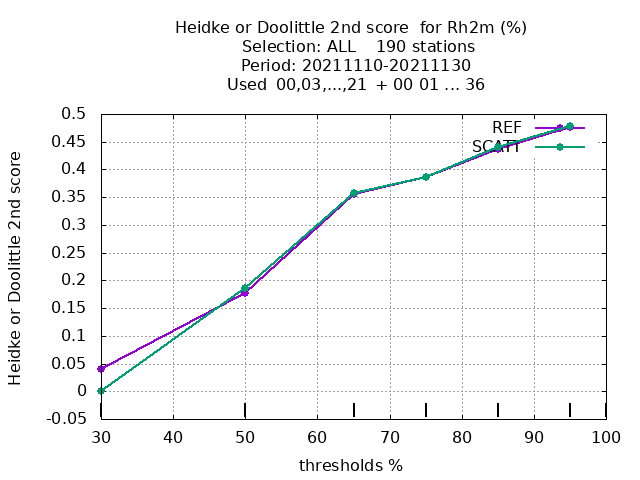 Heidke or Doolittle 2nd score  for Rh2m (%)
Selection: ALL    190 stations
Period: 20211110-20211130
Used  00,03,...,21  + 00 01 ... 36
REF
SCATT
0.5
0.45
0.4
0.35
0.3
0.25
0.2
0.15
0.1
0.05
0
-0.05
Heidke or Doolittle 2nd score
30 40 50 60 70 80 90 100
thresholds %